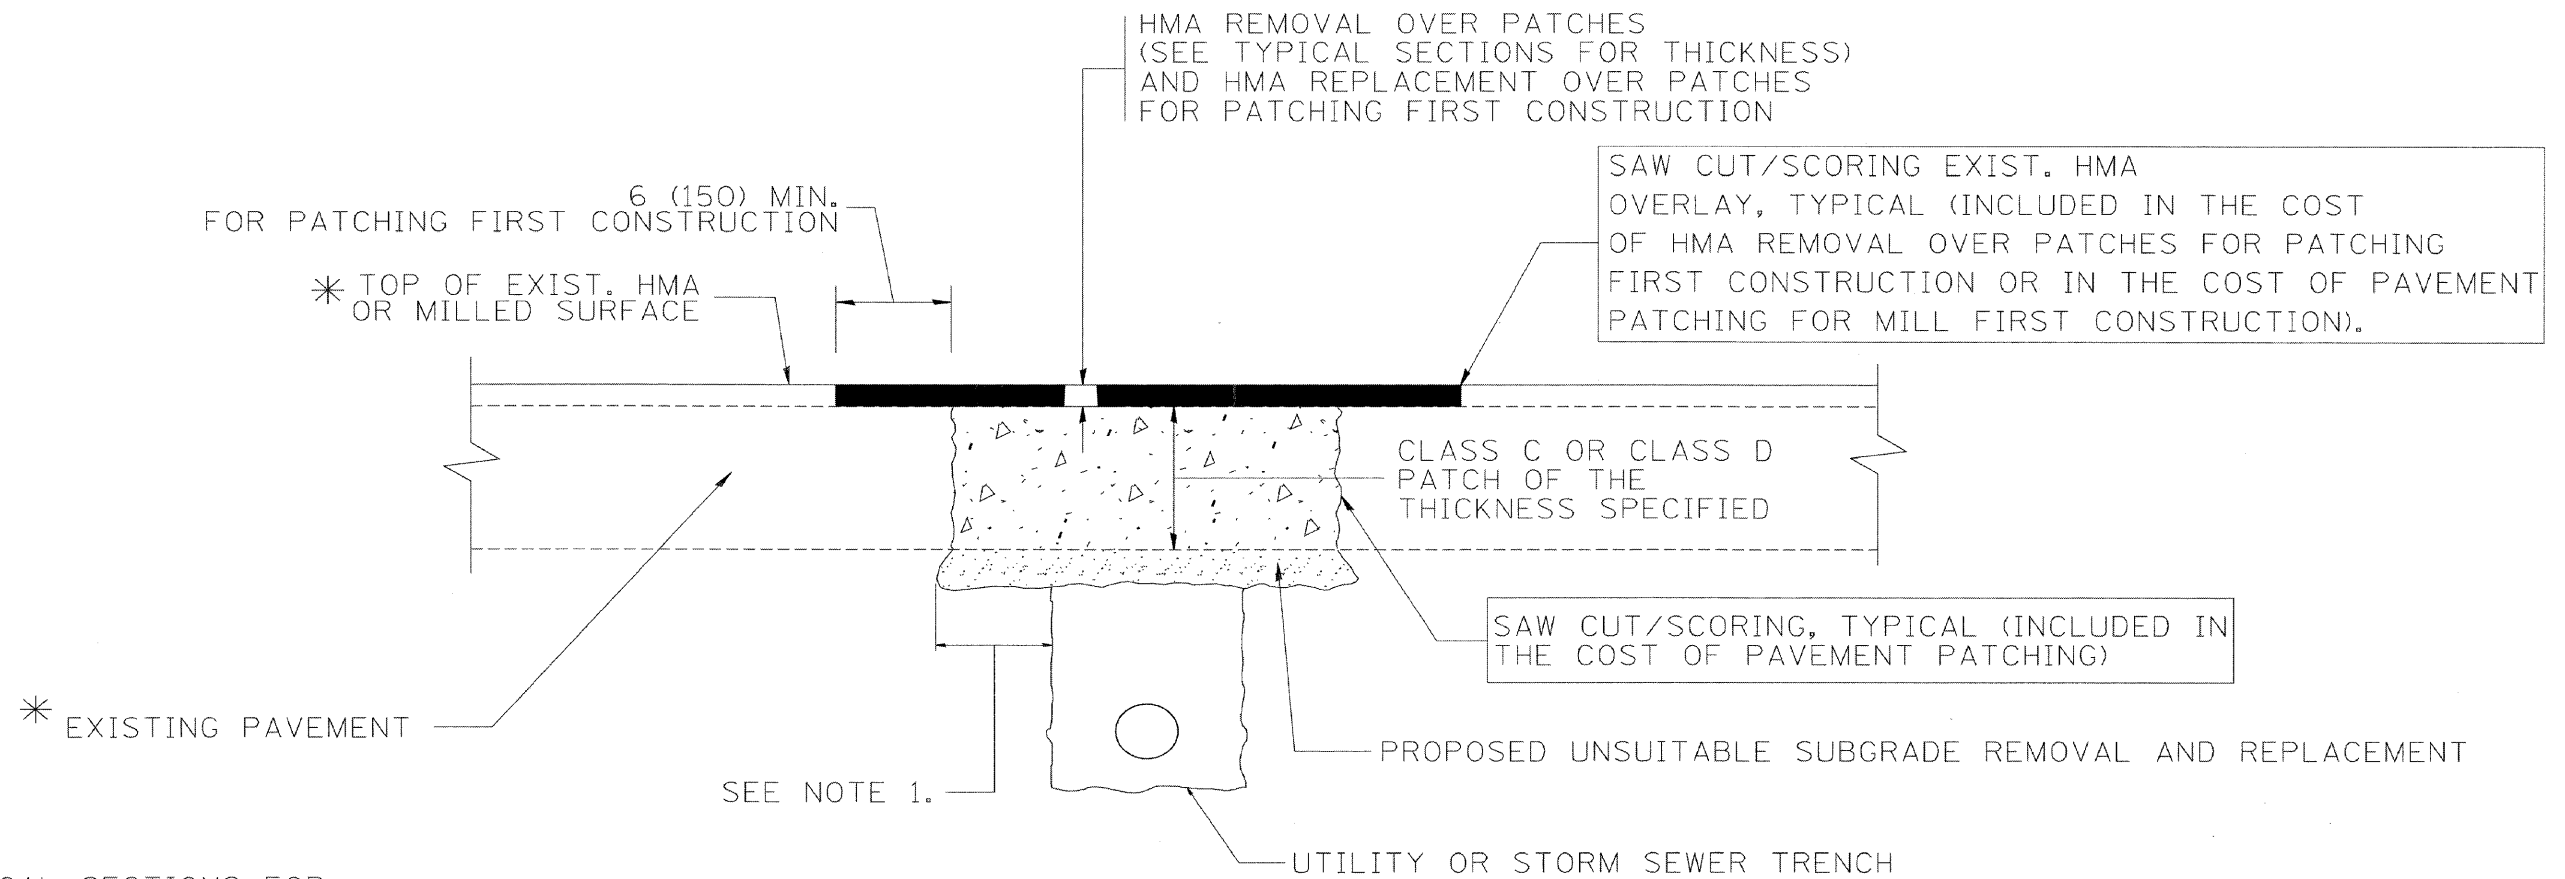 HMA REMOVAL OVER PATCHES
(SEE TYPICAL SECTIONS FOR THICKNESS)
AND HMA REPLACEMENT OVER PATCHES
FOR PATCHING FIRST CONSTRUCTION
SAW CUT/SCORING EXIST. HMA
OVERLAY, TYPICAL (INCLUDED IN THE COST
OF HMA REMOVAL OVER PATCHES FOR PATCHING
FIRST CONSTRUCTION OR IN THE COST OF PAVEMENT
PATCHING FOR MILL FIRST CONSTRUCTION).
6 (150) MIN.
FOR PATCHING FIRST CONSTRUCTION
* TOP OF EXIST. HMA
OR MILLED SURFACE
CLASS C OR CLASS D
PATCH OF THE
THICKNESS SPECIFIED
SAW CUT/SCORING, TYPICAL (INCLUDED IN
THE COST OF PAVEMENT PATCHING)
* EXISTING PAVEMENT
PROPOSED UNSUITABLE SUBGRADE REMOVAL AND REPLACEMENT
SEE NOTE 1.
UTILITY OR STORM SEWER TRENCH
SECTIONS FOR